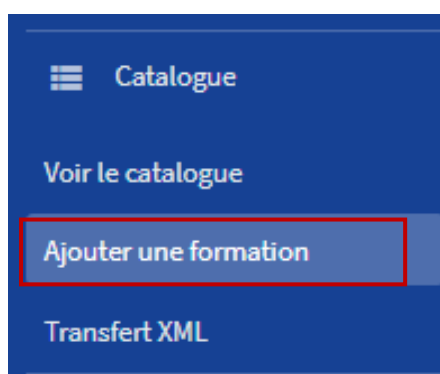 Catalogue
Voir le catalogue
Ajouter une formation
Transfert XML